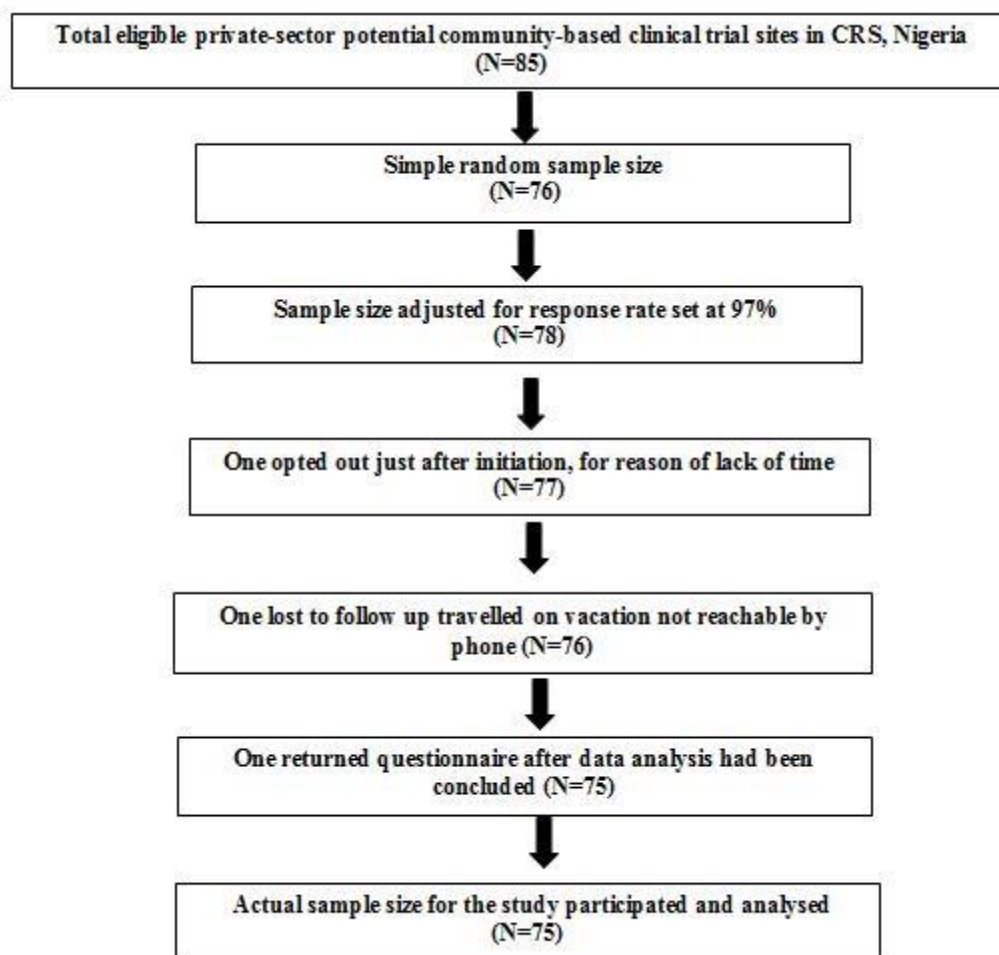 Total eligible private-sector potential community-based clinical trial sites in CRS, Nigeria
(N=85)
Simple random sample size
(N=76)
Sample size adjusted for response rate set at 97%
(N=78)
One opted out just after initiation, for reason of lack of time
(N=77)
One lost to follow up travelled on vacation not reachable by
phone (N=76)
One returned questionnaire after data analysis had been
concluded (N=75)
Actual sample size for the study participated and analysed
(N=75)